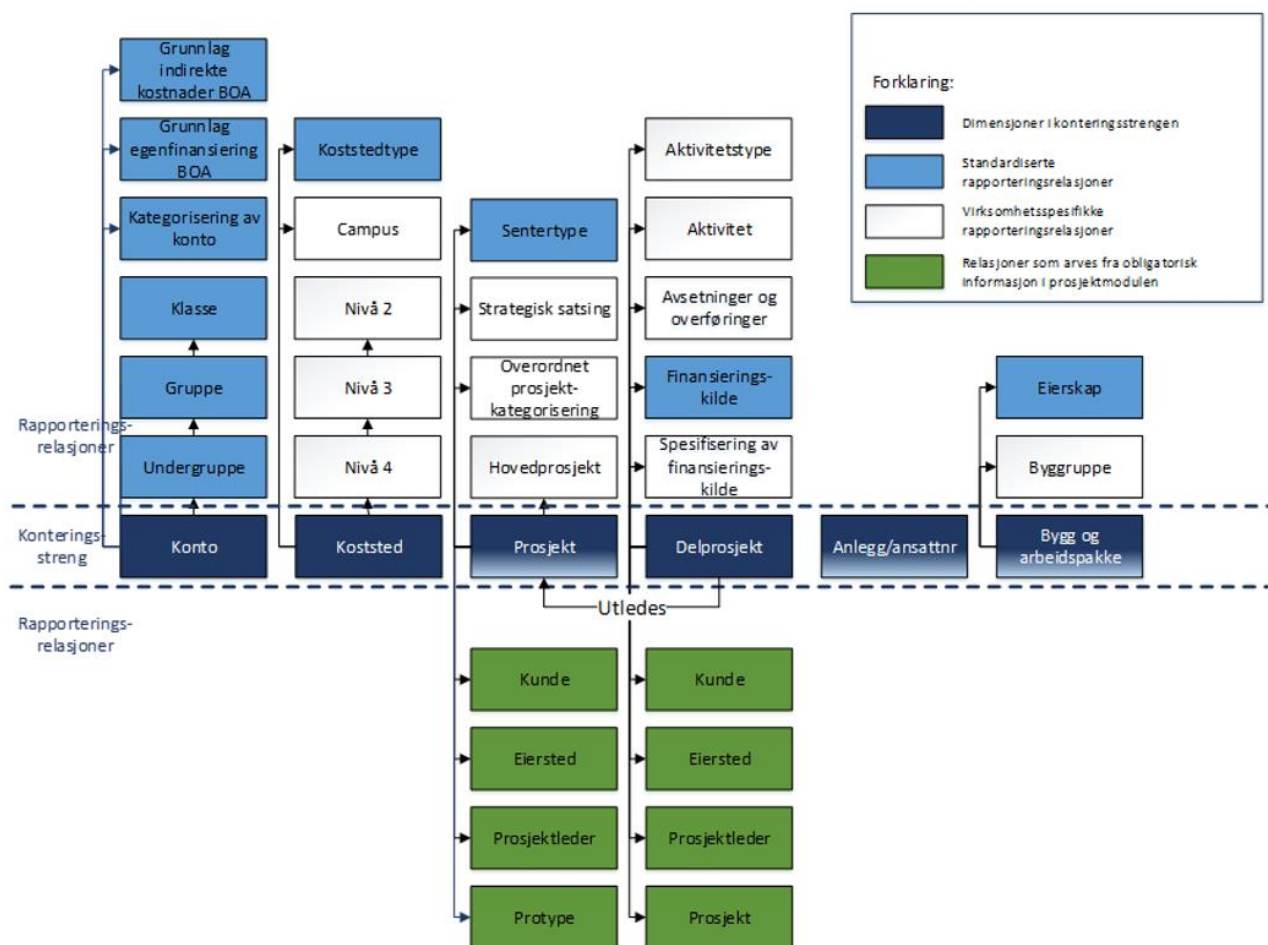 Grunnlag
indirekte
kostnader BOA
Grunnlag
egenfinansiering
BOA
Kategorisering av
konto
Klasse
Gruppe
Undergruppe
Koststedtype
Campus
Nivå 2
Nivå 3
Nivå 4
Sentertype
Strategisk satsing
Overordnet
prosjekt-
kategorisering
Hovedprosjekt
Aktivitetstype
Aktivitet
Avsetninger og
overføringer
Finansierings-
kilde
Spesifisering av
finansierings-
kilde
Eierskap
Byggruppe
Forklaring:
Dimensjoner i konteringsstrengen
Standardiserte
rapporteringsrelasjoner
Virksomhetsspesifikke
rapporteringsrelasjoner
Relasjoner som arves fra obligatorisk
informasjon i prosjektmodulen
Rapporterings-
relasjoner
Konterings-
streng
Konto
Koststed
Prosjekt
Delprosjekt
Anlegg/ansattnr
Bygg og
arbeidspakke
Utledes
Rapporterings-
relasjoner
Kunde
Eiersted
Prosjektleder
Protype
Kunde
Eiersted
Prosjektleder
Prosjekt